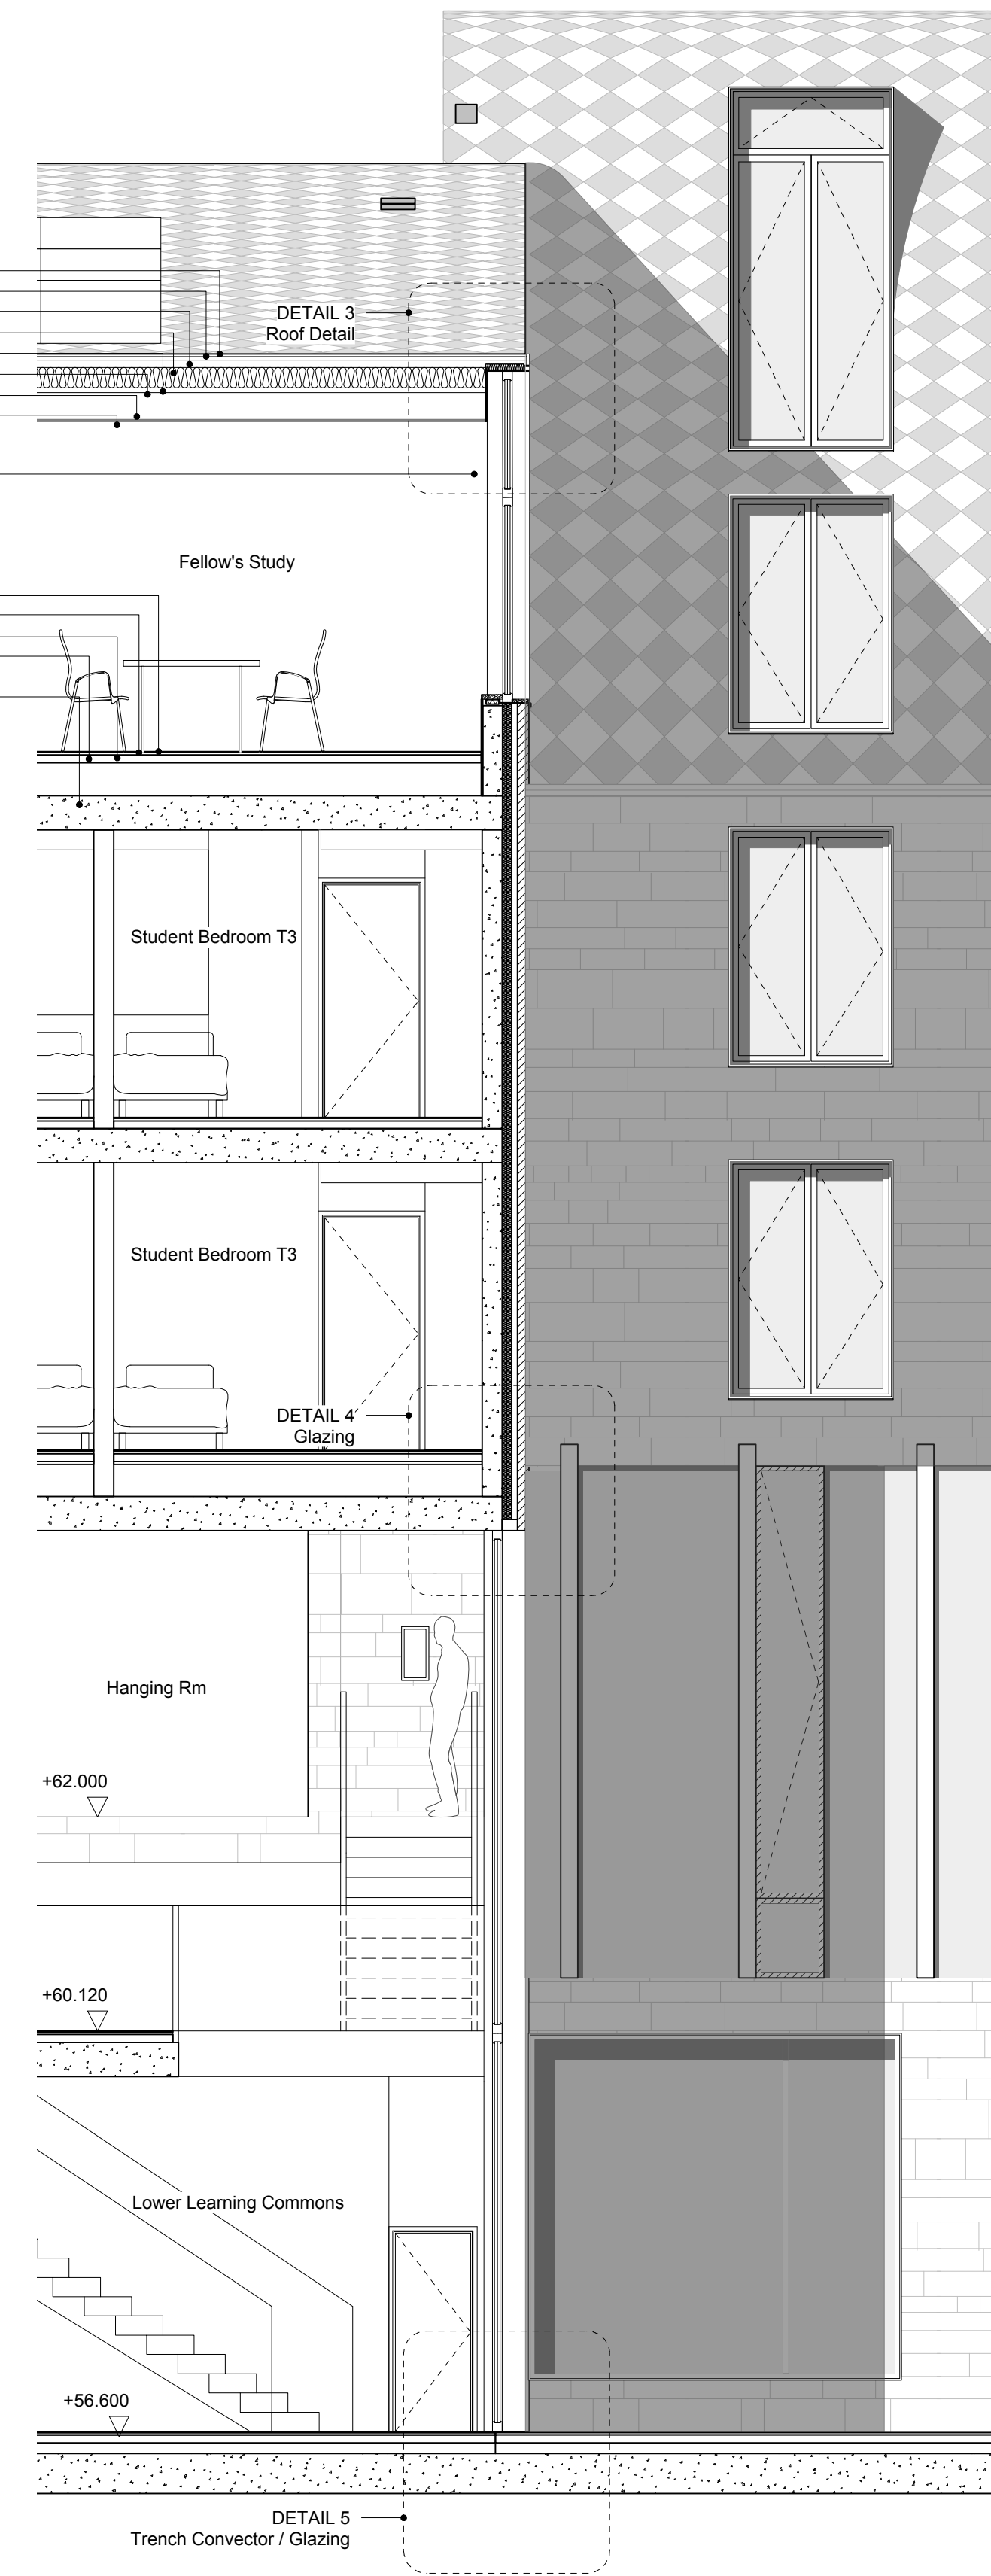 DETAIL 3
Roof Detail
Fellow's Study
Student Bedroom T3
Student Bedroom T3
DETAIL 4
Glazing
Hanging Rm
+62.000
+60.120
Lower Learning Commons
+56.600
DETAIL 5
Trench Convector / Glazing